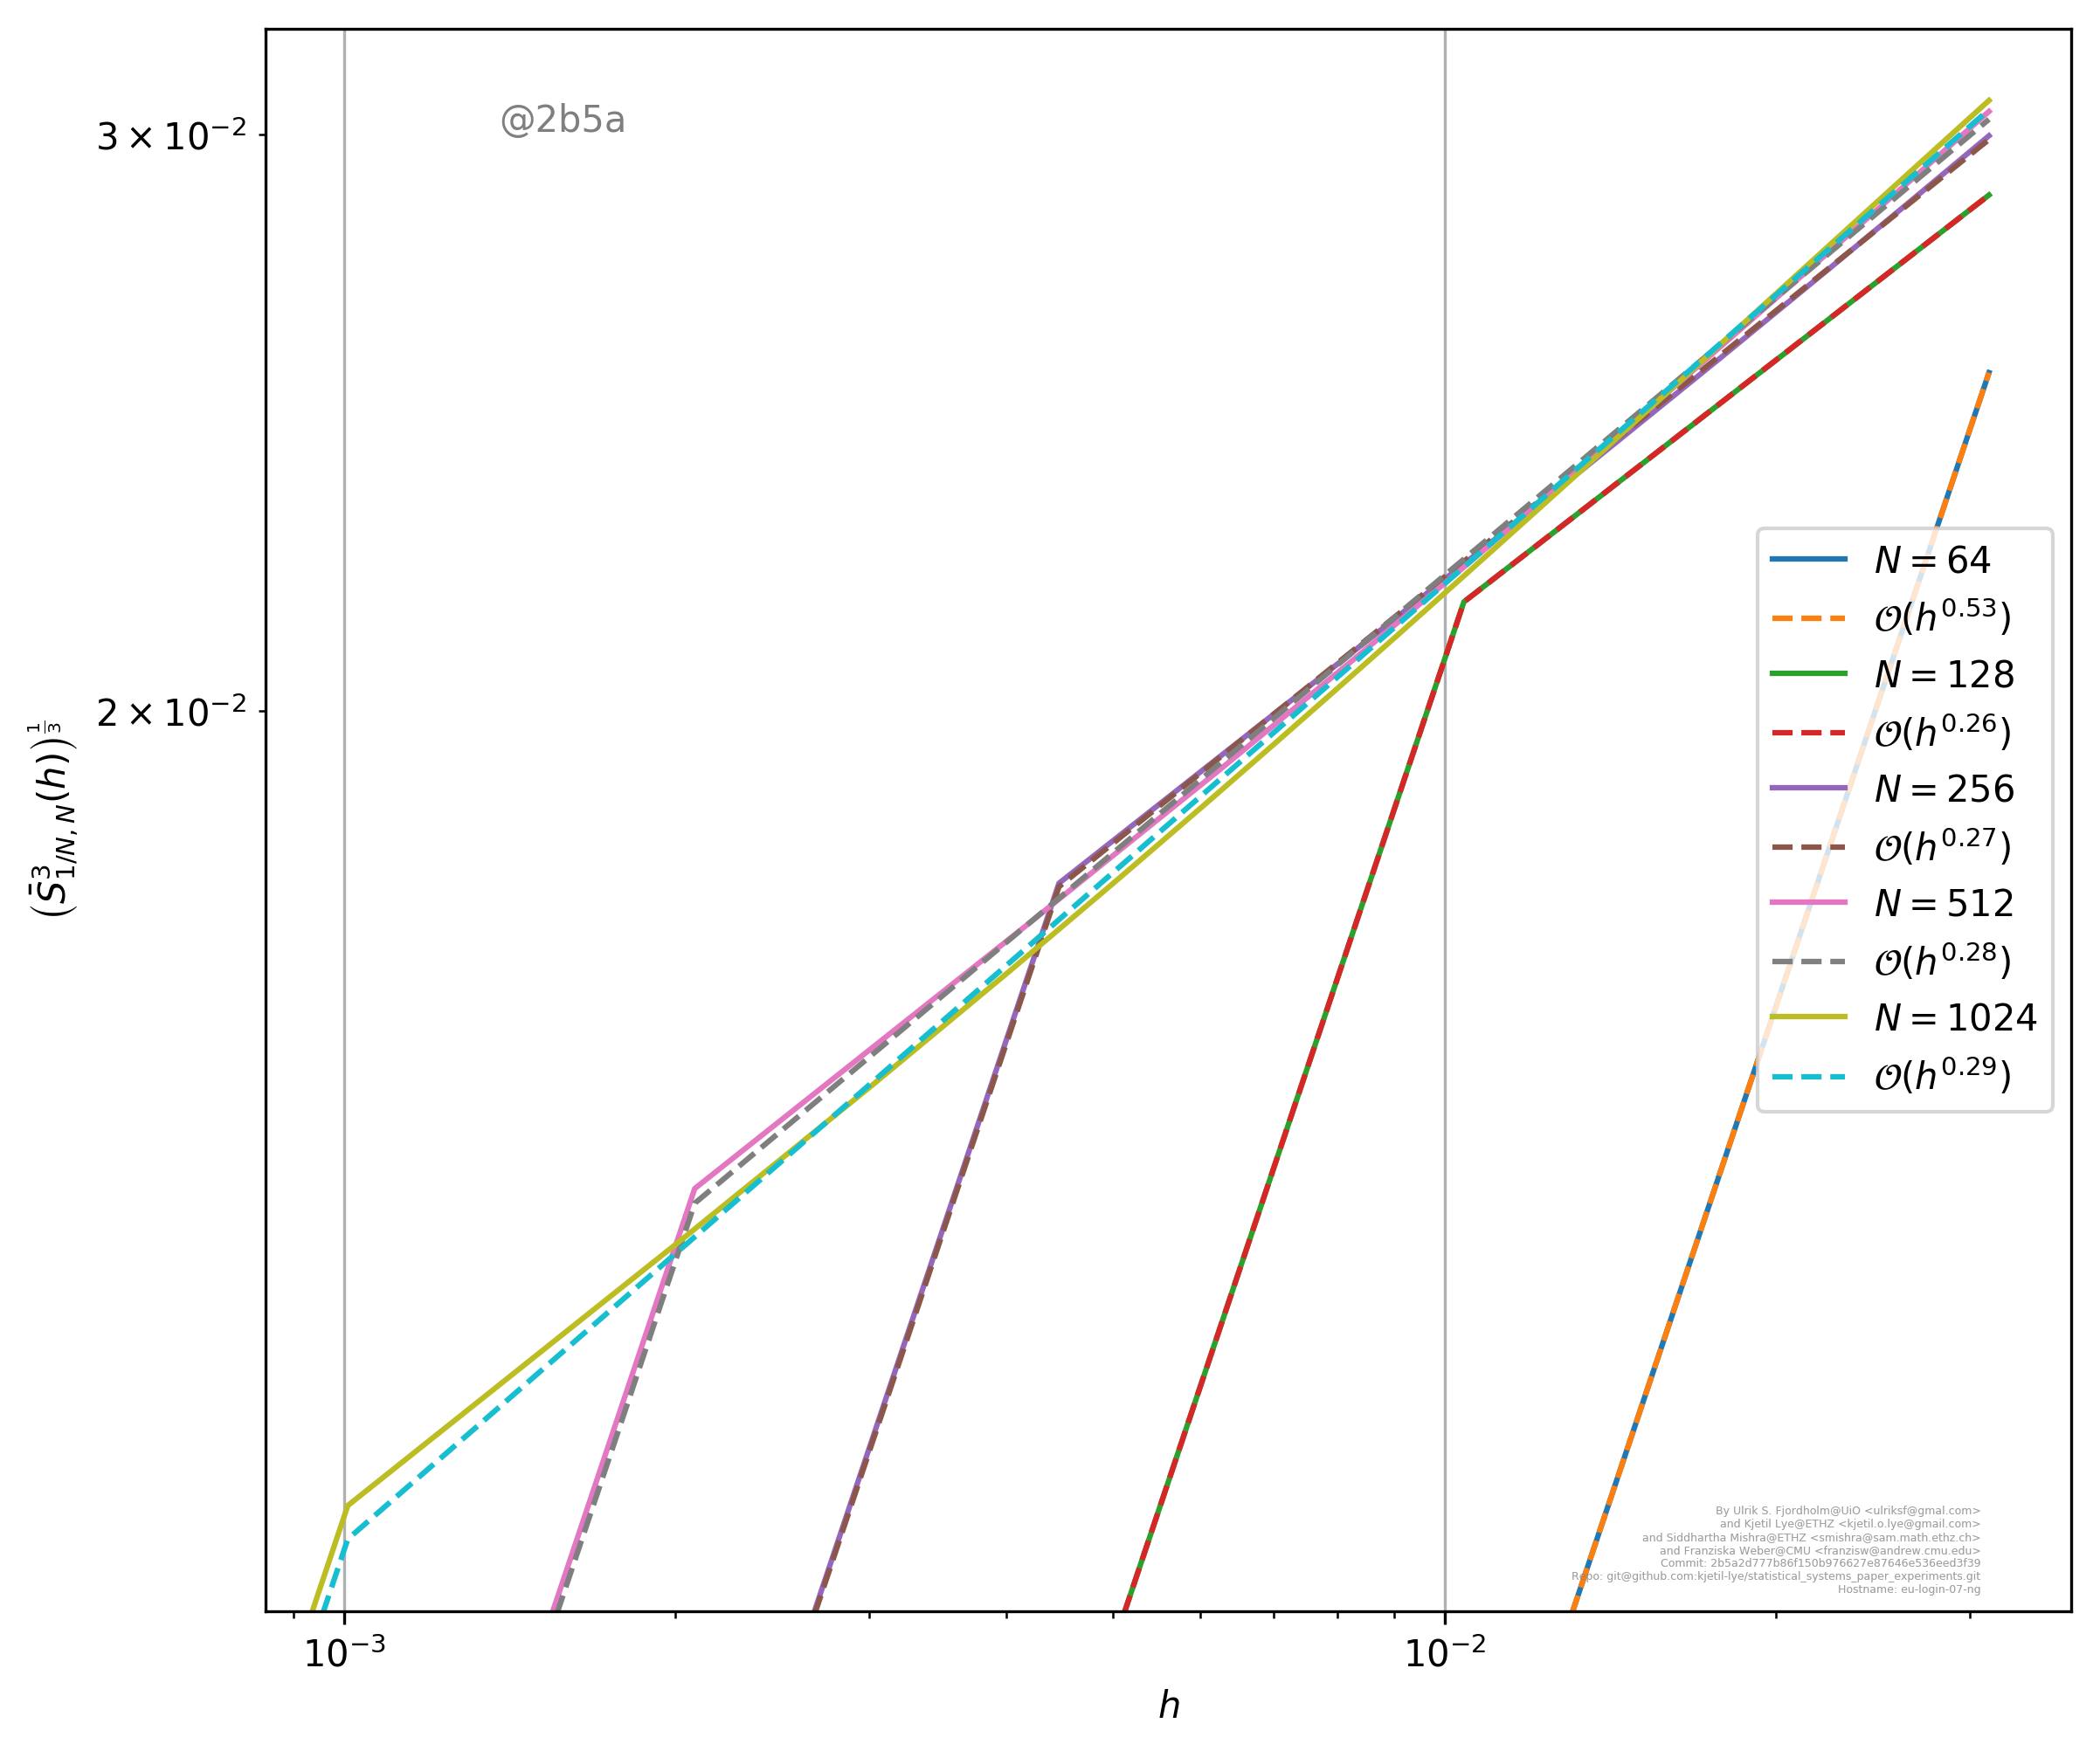 @2b5a
3 × 10⁻²
2 × 10⁻²
(S̄³₁/N, N(h))^(1/3)
10⁻³
10⁻²
h
N = 64
𝒪(h^0.53)
N = 128
𝒪(h^0.26)
N = 256
𝒪(h^0.27)
N = 512
𝒪(h^0.28)
N = 1024
𝒪(h^0.29)
By Ulrik S. Fjordholm@UiO <ulriksf@gmal.com>
and Kjetil Lye@ETHZ <kjetil.o.lye@gmail.com>
and Siddhartha Mishra@ETHZ <smishra@sam.math.ethz.ch>
and Franziska Weber@CMU <franzisw@andrew.cmu.edu>
Commit: 2b5a2d777b86f150b976627e87646e536eed3f39
Repo: git@github.com:kjetil-lye/statistical_systems_paper_experiments.git
Hostname: eu-login-07-ng